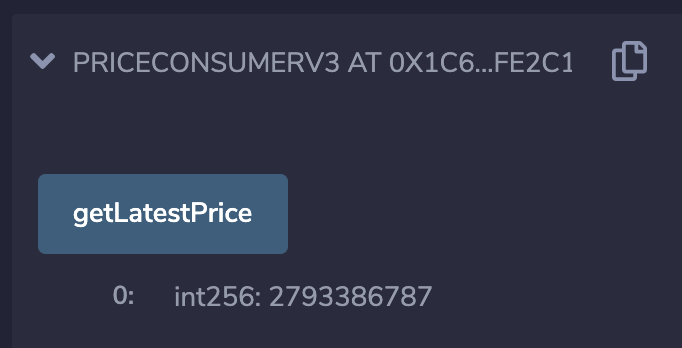 PRICECONSUMERV3 AT 0X1C6...FE2C1
getLatestPrice
0: int256: 2793386787